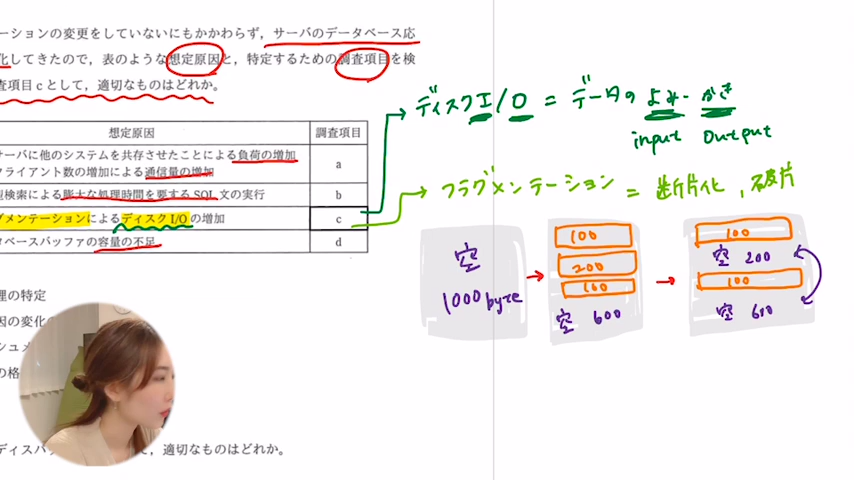 ーションの変更をしていないにもかかわらず，サーバのデータベース応
化してきたので，表のような想定原因と，特定するための調査項目を検
査項目cとして，適切なものはどれか。
想定原因 調査項目
サーバに他のシステムを共存させたことによる負荷の増加
クライアント数の増加による通信量の増加
a
型検索による膨大な処理時間を要するSQL文の実行 b
グメンテーションによるディスクI/Oの増加 c
タベースバッファの容量の不足 d
理の特定
因の変化の
シュメ
の格
ディスパッ
て，適切なものはどれか。
ディスクI/O = データの よみ・かき
input output
フラグメンテーション = 断片化，破片
空
1000byte
100
200
100
空 600
100
空 200
100
空 600